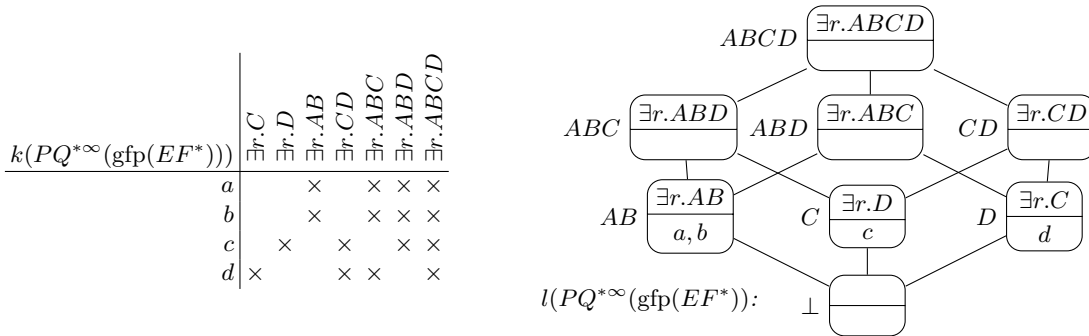 k(PQ*∞(gfp(EF*))) ∃r.C ∃r.D ∃r.AB ∃r.CD ∃r.ABC ∃r.ABD ∃r.ABCD
a × × × ×
b × × × ×
c × × × ×
d × × × ×
ABCD ∃r.ABCD
ABC ∃r.ABD ABD ∃r.ABC CD ∃r.CD
AB ∃r.AB C ∃r.D D ∃r.C
a, b c d
l(PQ*∞(gfp(EF*)): ⊥